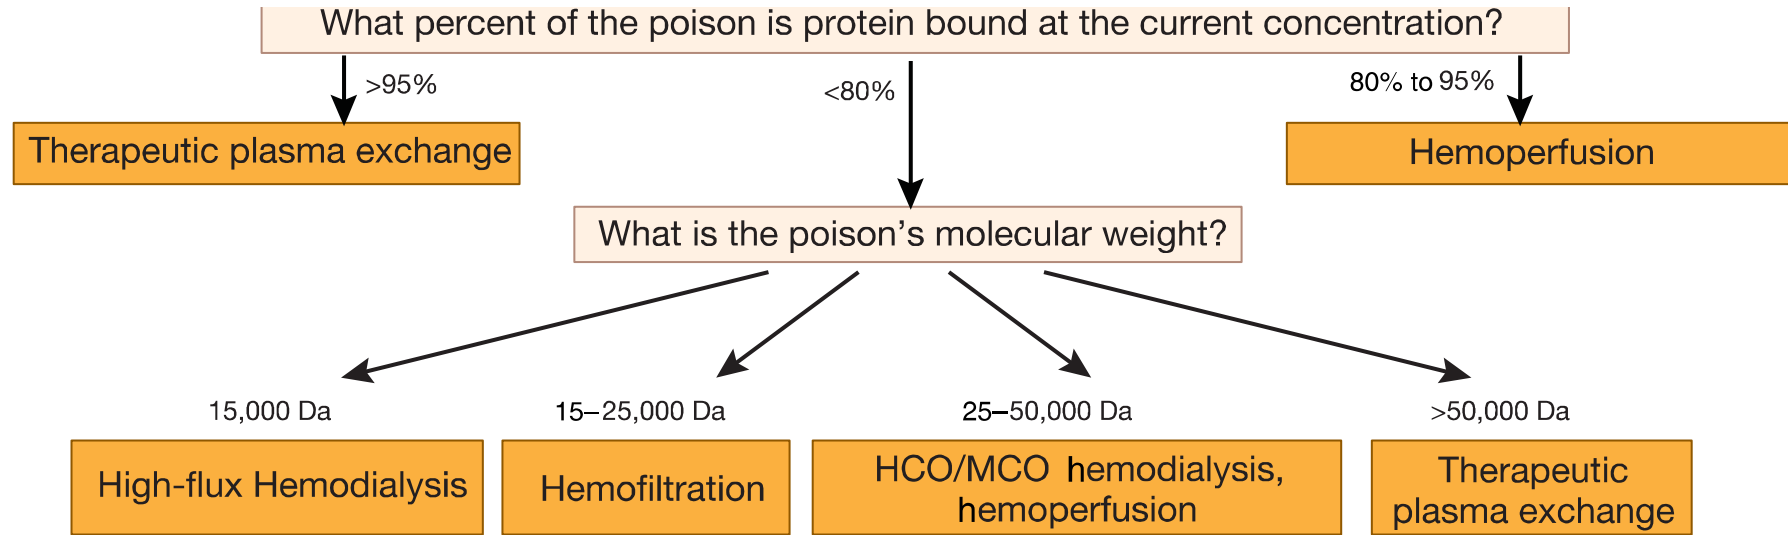 What percent of the poison is protein bound at the current concentration?
>95%
<80%
80% to 95%
Therapeutic plasma exchange
Hemoperfusion
What is the poison’s molecular weight?
15,000 Da
15–25,000 Da
25–50,000 Da
>50,000 Da
High-flux Hemodialysis
Hemofiltration
HCO/MCO hemodialysis,
hemoperfusion
Therapeutic
plasma exchange